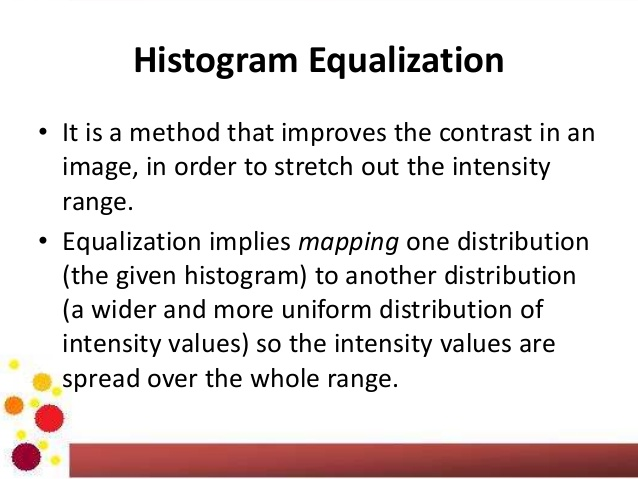 Histogram Equalization
• It is a method that improves the contrast in an
image, in order to stretch out the intensity
range.
• Equalization implies mapping one distribution
(the given histogram) to another distribution
(a wider and more uniform distribution of
intensity values) so the intensity values are
spread over the whole range.